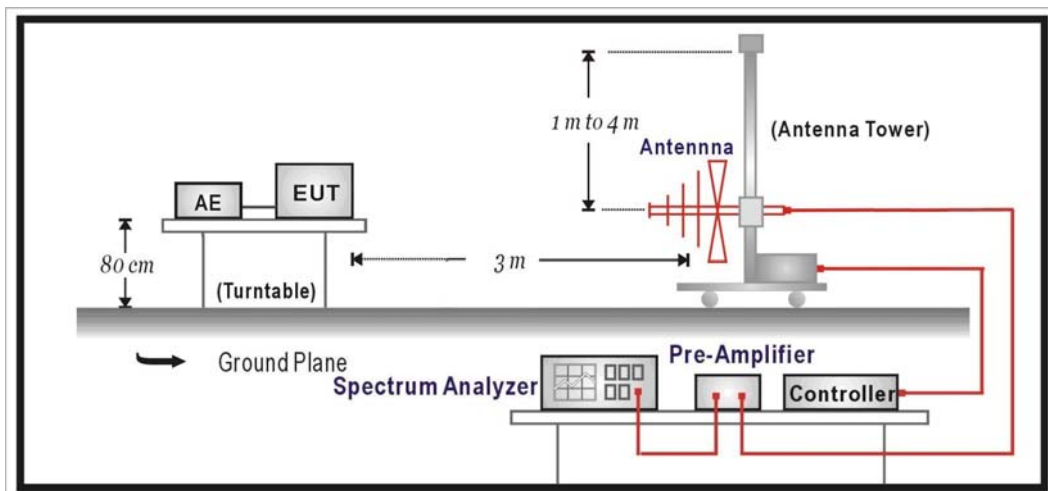 1 m to 4 m
(Antenna Tower)
Antennna
AE
EUT
80 cm
3 m
(Turntable)
Ground Plane
Pre-Amplifier
Spectrum Analyzer
Controller